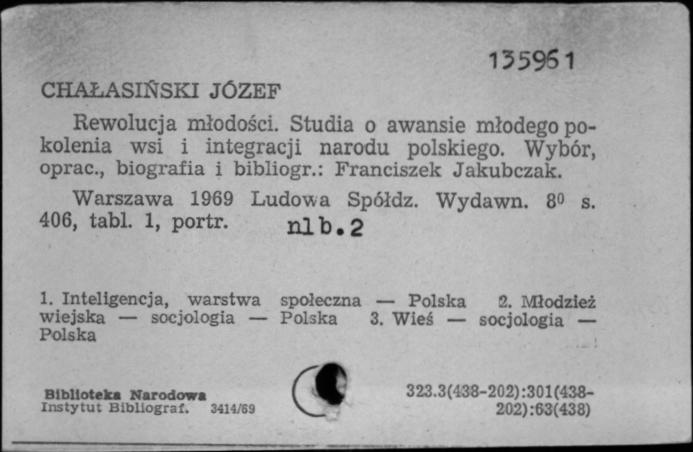 135961
CHAŁASIŃSKI JÓZEF
Rewolucja młodości. Studia o awansie młodego po-
kolenia wsi i integracji narodu polskiego. Wybór,
oprac., biografia i bibliogr.: Franciszek Jakubczak.
Warszawa 1969 Ludowa Spółdz. Wydawn. 8⁰ s.
406, tabl. 1, portr. nlb.2
1. Inteligencja, warstwa społeczna — Polska 2. Młodzież
wiejska — socjologia — Polska 3. Wieś — socjologia —
Polska
Biblioteka Narodowa 323.3(438-202):301(438-
Instytut Bibliograf. 3414/69 202):63(438)